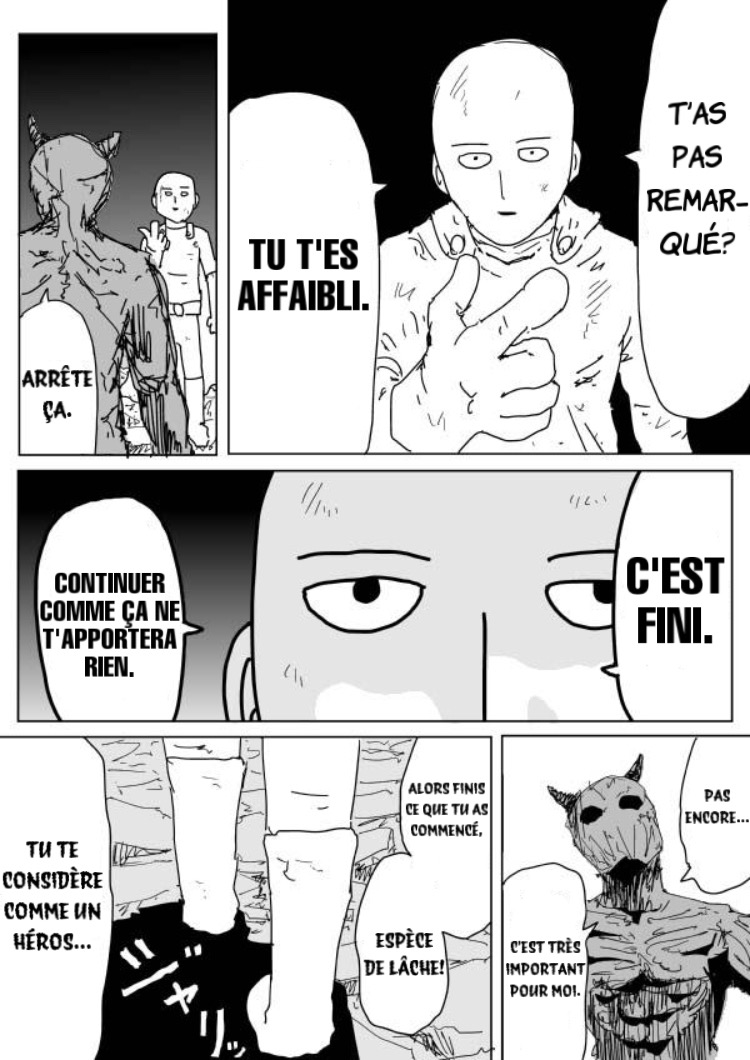 T'AS
PAS
REMAR-
QUÉ?
TU T'ES
AFFAIBLI.
ARRÊTE
ÇA.
C'EST
FINI.
CONTINUER
COMME ÇA NE
T'APPORTERA
RIEN.
PAS
ENCORE...
C'EST TRÈS
IMPORTANT
POUR MOI.
ALORS FINIS
CE QUE TU AS
COMMENCÉ,
ESPÈCE
DE LÂCHE!
TU TE
CONSIDÈRE
COMME UN
HÉROS...